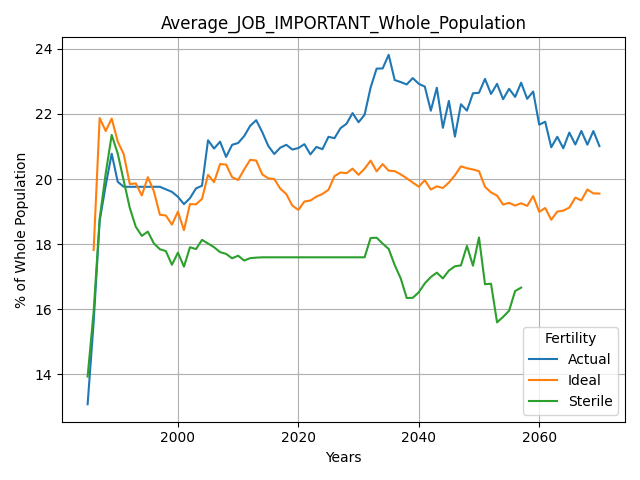 Average_JOB_IMPORTANT_Whole_Population
% of Whole Population
24
22
20
18
16
14
2000
2020
2040
2060
Years
Fertility
Actual
Ideal
Sterile